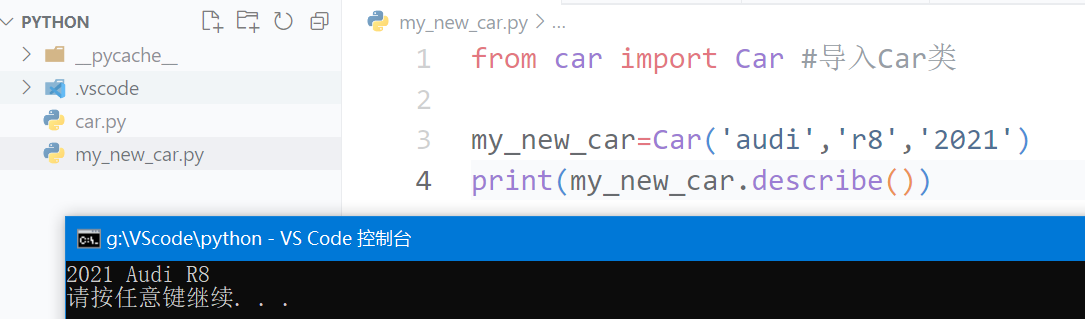 PYTHON
__pycache__
.vscode
car.py
my_new_car.py
my_new_car.py > ...
1 from car import Car #导入Car类
2
3 my_new_car=Car('audi','r8','2021')
4 print(my_new_car.describe())
g:\VScode\python - VS Code 控制台
2021 Audi R8
请按任意键继续. . .